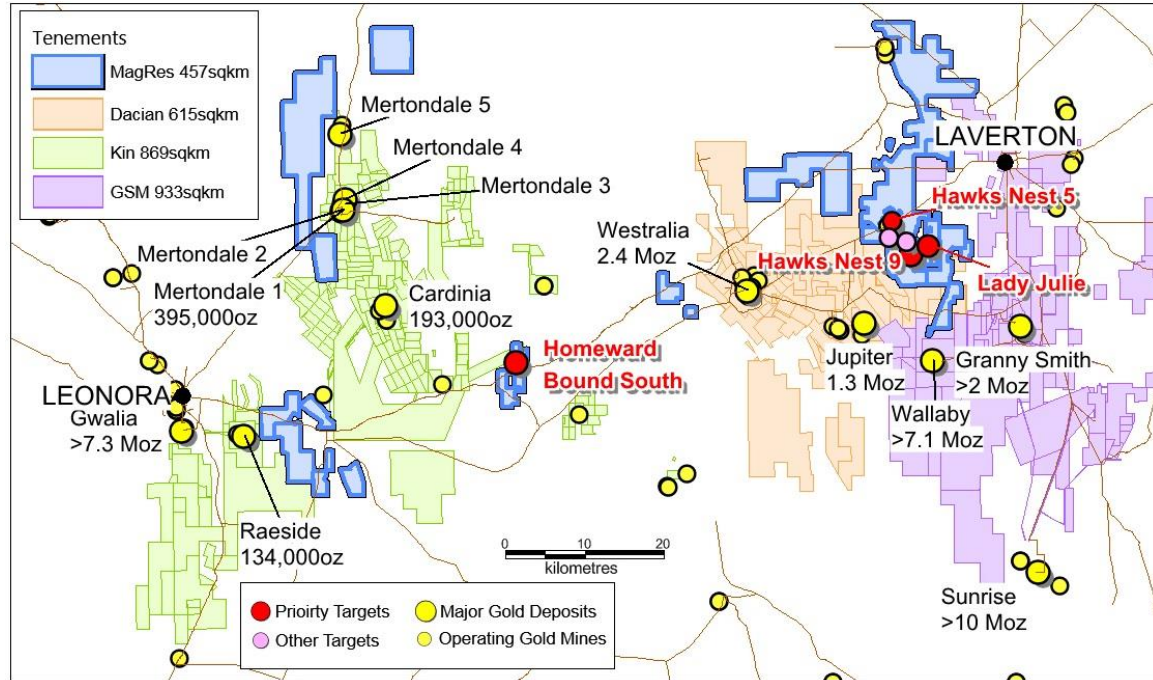 Tenements
MagRes 457sqkm
Dacian 615sqkm
Kin 869sqkm
GSM 933sqkm
Mertondale 5
Mertondale 4
Mertondale 3
Mertondale 2
Mertondale 1
395,000oz
Cardinia
193,000oz
LEONORA
Gwalia
>7.3 Moz
Raeside
134,000oz
Homeward
Bound South
Westralia
2.4 Moz
LAVERTON
Hawks Nest 5
Hawks Nest 9
Lady Julie
Jupiter
1.3 Moz
Granny Smith
>2 Moz
Wallaby
>7.1 Moz
Sunrise
>10 Moz
0 10 20
kilometres
Prioirty Targets
Major Gold Deposits
Other Targets
Operating Gold Mines